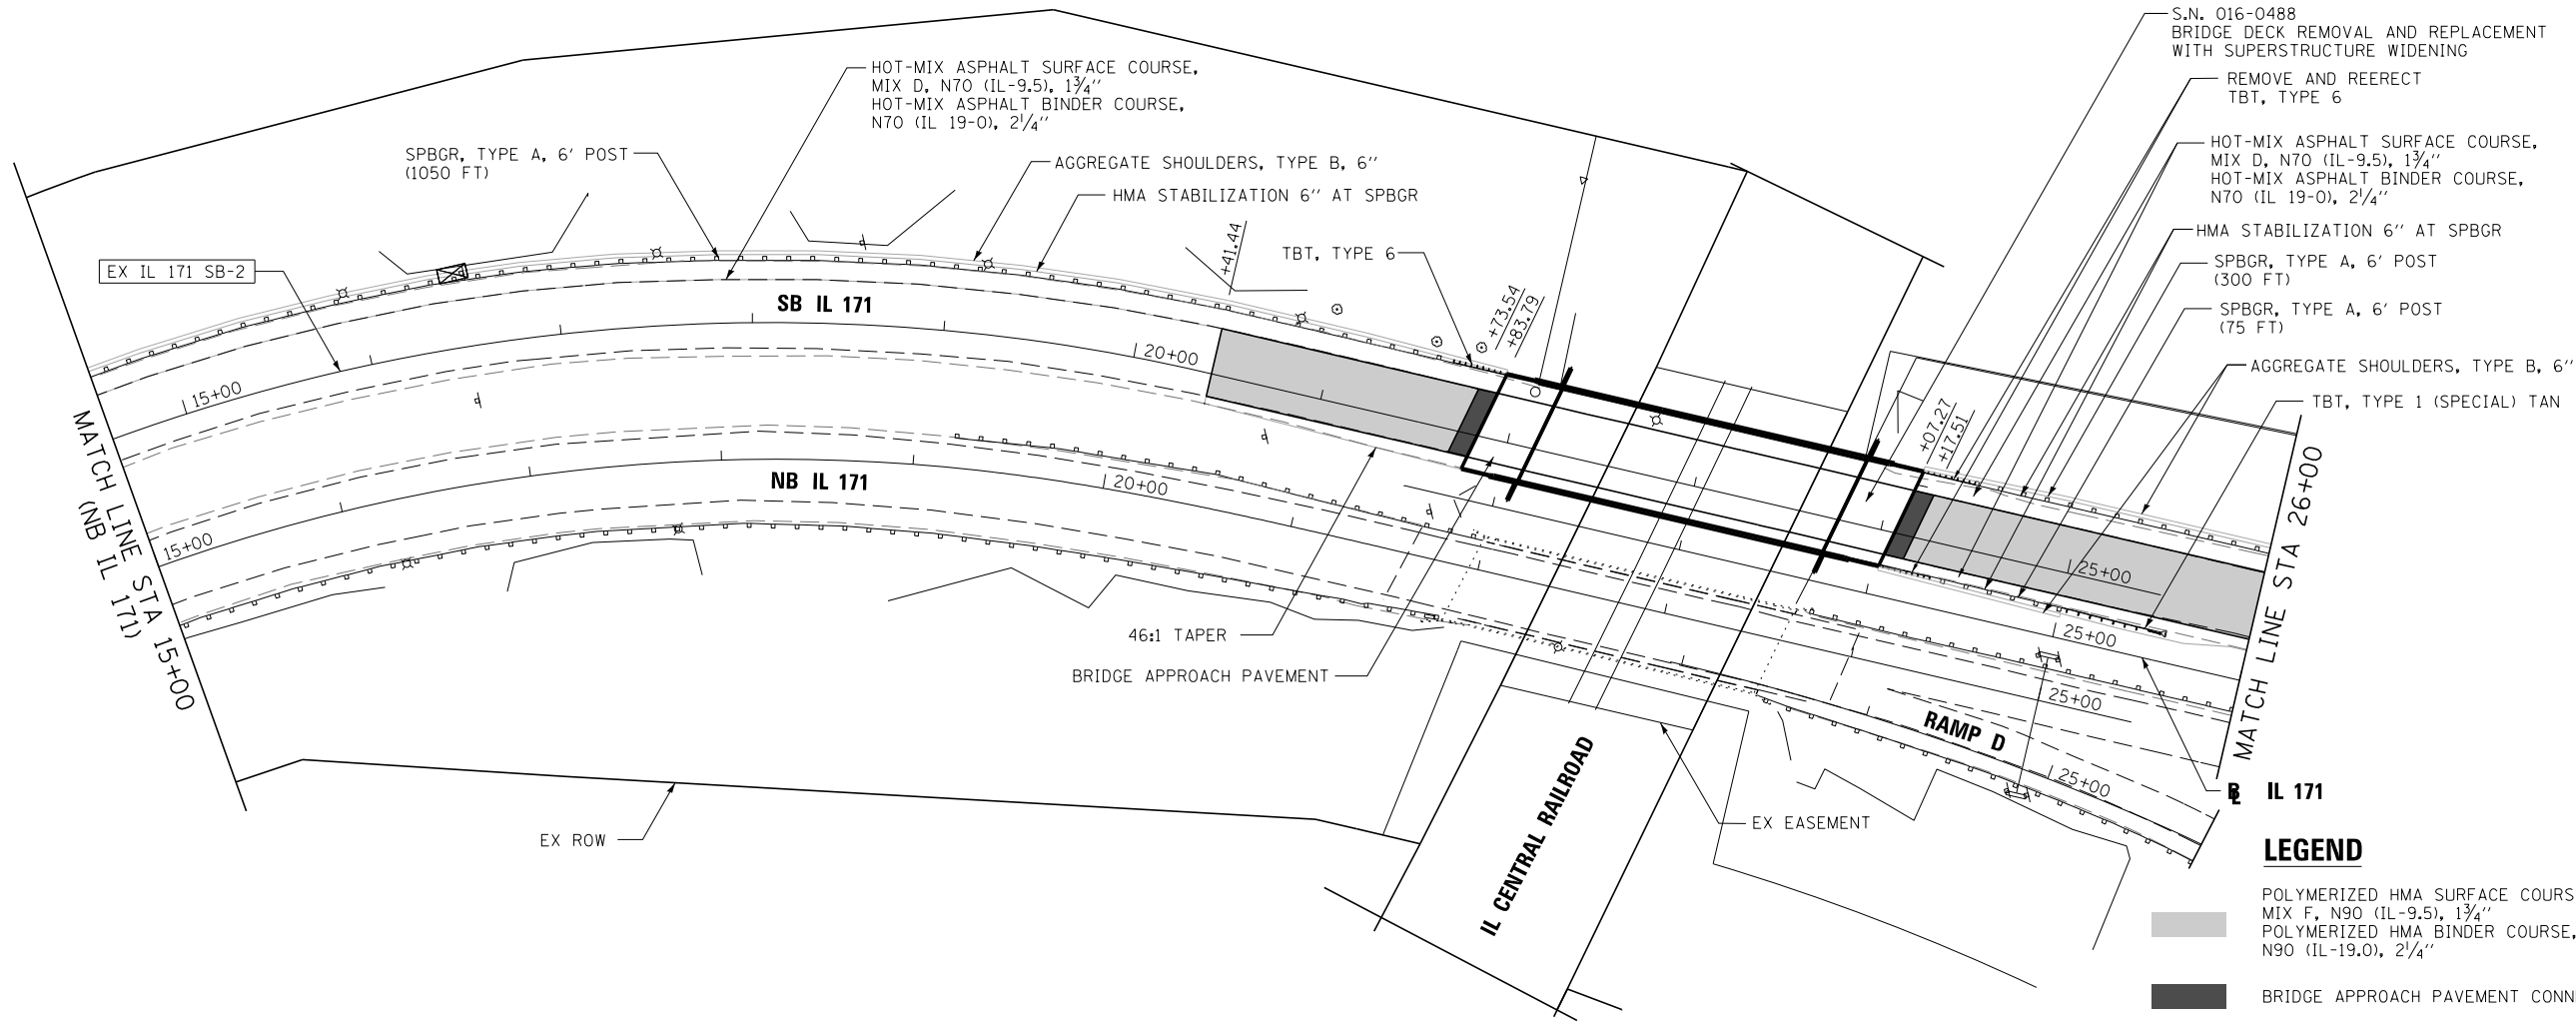 S.N. 016-0488
BRIDGE DECK REMOVAL AND REPLACEMENT
WITH SUPERSTRUCTURE WIDENING
REMOVE AND REERECT
TBT, TYPE 6
HOT-MIX ASPHALT SURFACE COURSE,
MIX D, N70 (IL-9.5), 1¾''
HOT-MIX ASPHALT BINDER COURSE,
N70 (IL 19-0), 2¼''
SPBGR, TYPE A, 6' POST
(1050 FT)
AGGREGATE SHOULDERS, TYPE B, 6''
HMA STABILIZATION 6'' AT SPBGR
HOT-MIX ASPHALT SURFACE COURSE,
MIX D, N70 (IL-9.5), 1¾''
HOT-MIX ASPHALT BINDER COURSE,
N70 (IL 19-0), 2¼''
HMA STABILIZATION 6'' AT SPBGR
SPBGR, TYPE A, 6' POST
(300 FT)
SPBGR, TYPE A, 6' POST
(75 FT)
AGGREGATE SHOULDERS, TYPE B, 6''
TBT, TYPE 1 (SPECIAL) TAN
EX IL 171 SB-2
+41.44
TBT, TYPE 6
+73.54
+83.79
SB IL 171
15+00
20+00
+07.27
+17.51
25+00
NB IL 171
15+00
20+00
25+00
25+00
25+00
MATCH LINE STA 15+00
(NB IL 171)
MATCH LINE STA 26+00
46:1 TAPER
BRIDGE APPROACH PAVEMENT
RAMP D
IL CENTRAL RAILROAD
EX EASEMENT
EX ROW
IL 171
LEGEND
POLYMERIZED HMA SURFACE COURS
MIX F, N90 (IL-9.5), 1¾''
POLYMERIZED HMA BINDER COURSE,
N90 (IL-19.0), 2¼''
BRIDGE APPROACH PAVEMENT CONN